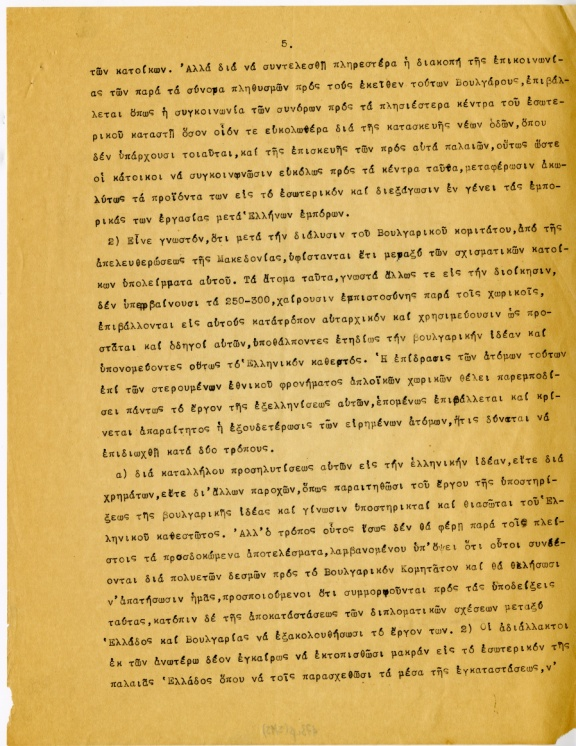 5.
τῶν κατοίκων. Ἀλλά διά νά συντελεσθῇ πληρεστέρα ἡ διακοπή τῆς ἐπικοινωνί-
ας τῶν παρά τά σύνορα πληθυσμῶν πρός τούς ἐκεῖθεν τούτων Βουλγάρους,ἐπιβάλ-
λεται ὅπως ἡ συγκοινωνία τῶν συνόρων πρός τά πλησιέστερα κέντρα τοῦ ἐσωτε-
ρικοῦ καταστῇ ὅσον οἷόν τε εὐκολωτέρα διά τῆς κατασκευῆς νέων ὁδῶν,ὅπου
δέν ὑπάρχουσι τοιαῦται,καί τῆς ἐπισκευῆς τῶν πρός αὐτά παλαιῶν,οὕτως ὥστε
οἱ κάτοικοι νά συγκοινωνῶσιν εὐκόλως πρός τά κέντρα ταῦτα,μεταφέρωσιν ἀκω-
λύτως τά προϊόντα των εἰς τό ἐσωτερικόν καί διεξάγωσιν ἐν γένει τάς ἐμπο-
ρικάς των ἐργασίας μετά Ἑλλήνων ἐμπόρων.
2) Εἶνε γνωστόν,ὅτι μετά τήν διάλυσιν τοῦ Βουλγαρικοῦ κομιτάτου,ἀπό τῆς
ἀπελευθερώσεως τῆς Μακεδονίας,ὑφίστανται ἔτι μεταξύ τῶν σχισματικῶν κατοί-
κων ὑπολείμματα αὐτοῦ. Τά ἄτομα ταῦτα,γνωστά ἄλλως τε εἰς τήν διοίκησιν,
δέν ὑπερβαίνουσι τά 250-300,χαίρουσιν ἐμπιστοσύνης παρά τοῖς χωρικοῖς,
ἐπιβάλλονται εἰς αὐτούς κατάτρόπον αὐταρχικόν καί χρησιμεύουσιν ὡς προ-
στάται καί ὁδηγοί αὐτῶν,ὑποθάλποντες ἐτηδίως τήν βουλγαρικήν ἰδέαν καί
ὑπονομεύοντες οὕτως τό Ἑλληνικόν καθεστώς. Ἡ ἐπίδρασις τῶν ἀτόμων τούτων
ἐπί τῶν στερουμένων ἐθνικοῦ φρονήματος ἁπλοϊκῶν χωρικῶν θέλει παρεμποδί-
σει πάντως τό ἔργον τῆς ἐξελληνίσεως αὐτῶν,ἑπομένως ἐπιβάλλεται καί κρί-
νεται ἀπαραίτητος ἡ ἐξουδετέρωσις τῶν εἰρημένων ἀτόμων,ἥτις δύναται νά
ἐπιδιωχθῇ κατά δύο τρόπους.
α) διά καταλλήλου προσηλυτίσεως αὐτῶν εἰς τήν ἑλληνικήν ἰδέαν,εἴτε διά
χρημάτων,εἴτε δι'ἄλλων παροχῶν,ὅπως παραιτηθῶσι τοῦ ἔργου τῆς ὑποστηρί-
ξεως τῆς βουλγαρικῆς ἰδέας καί γίνωσιν ὑποστηρικταί καί θιασῶται τοῦ Ἑλ-
ληνικοῦ καθεστῶτος. Ἀλλ'ὁ τρόπος οὗτος ἴσως δέν θά φέρῃ παρά τοῖς πλεί-
στοις τά προσδοκώμενα ἀποτελέσματα,λαμβανομένου ὑπ'ὄψει ὅτι οὗτοι συνδέ-
ονται διά πολυετῶν δεσμῶν πρός τό Βουλγαρικόν Κομητᾶτον καί θά θελήσωσι
ν'ἀπατήσωσιν ἡμᾶς,προσποιούμενοι ὅτι συμμορφοῦνται πρός τάς ὑποδείξεις
ταύτας,κατόπιν δέ τῆς ἀποκαταστάσεως τῶν διπλωματικῶν σχέσεων μεταξύ
Ἑλλάδος καί Βουλγαρίας νά ἐξακολουθήσωσι τό ἔργον των. 2) Οἱ ἀδιάλλακτοι
ἐκ τῶν ἀνωτέρω δέον ἐγκαίρως νά ἐκτοπισθῶσι μακράν εἰς τό ἐσωτερικόν τῆς
παλαιᾶς Ἑλλάδος ὅπου νά τοῖς παρασχεθῶσι τά μέσα τῆς ἐγκαταστάσεως,ν'